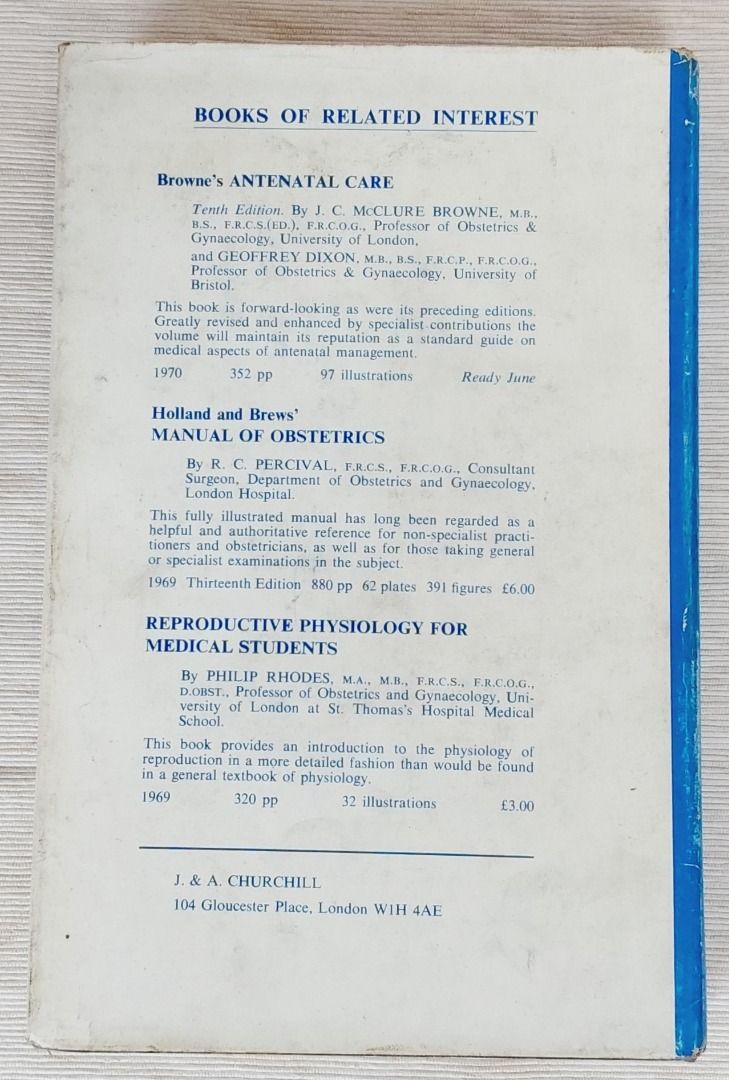 BOOKS OF RELATED INTEREST
Browne's ANTENATAL CARE
Tenth Edition. By J. C. McCLURE BROWNE, M.B.,
B.S., F.R.C.S.(ED.), F.R.C.O.G., Professor of Obstetrics &
Gynaecology, University of London,
and GEOFFREY DIXON, M.B., B.S., F.R.C.P., F.R.C.O.G.,
Professor of Obstetrics & Gynaecology, University of
Bristol.
This book is forward-looking as were its preceding editions.
Greatly revised and enhanced by specialist contributions the
volume will maintain its reputation as a standard guide on
medical aspects of antenatal management.
1970 352 pp 97 illustrations Ready June
Holland and Brews'
MANUAL OF OBSTETRICS
By R. C. PERCIVAL, F.R.C.S., F.R.C.O.G., Consultant
Surgeon, Department of Obstetrics and Gynaecology,
London Hospital.
This fully illustrated manual has long been regarded as a
helpful and authoritative reference for non-specialist practi-
tioners and obstetricians, as well as for those taking general
or specialist examinations in the subject.
1969 Thirteenth Edition 880 pp 62 plates 391 figures £6.00
REPRODUCTIVE PHYSIOLOGY FOR
MEDICAL STUDENTS
By PHILIP RHODES, M.A., M.B., F.R.C.S., F.R.C.O.G.,
D.OBST., Professor of Obstetrics and Gynaecology, Uni-
versity of London at St. Thomas's Hospital Medical
School.
This book provides an introduction to the physiology of
reproduction in a more detailed fashion than would be found
in a general textbook of physiology.
1969 320 pp 32 illustrations £3.00
J. & A. CHURCHILL
104 Gloucester Place, London W1H 4AE